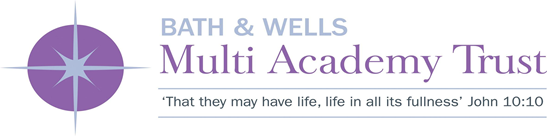 BATH & WELLS
Multi Academy Trust
‘That they may have life, life in all its fullness’ John 10:10